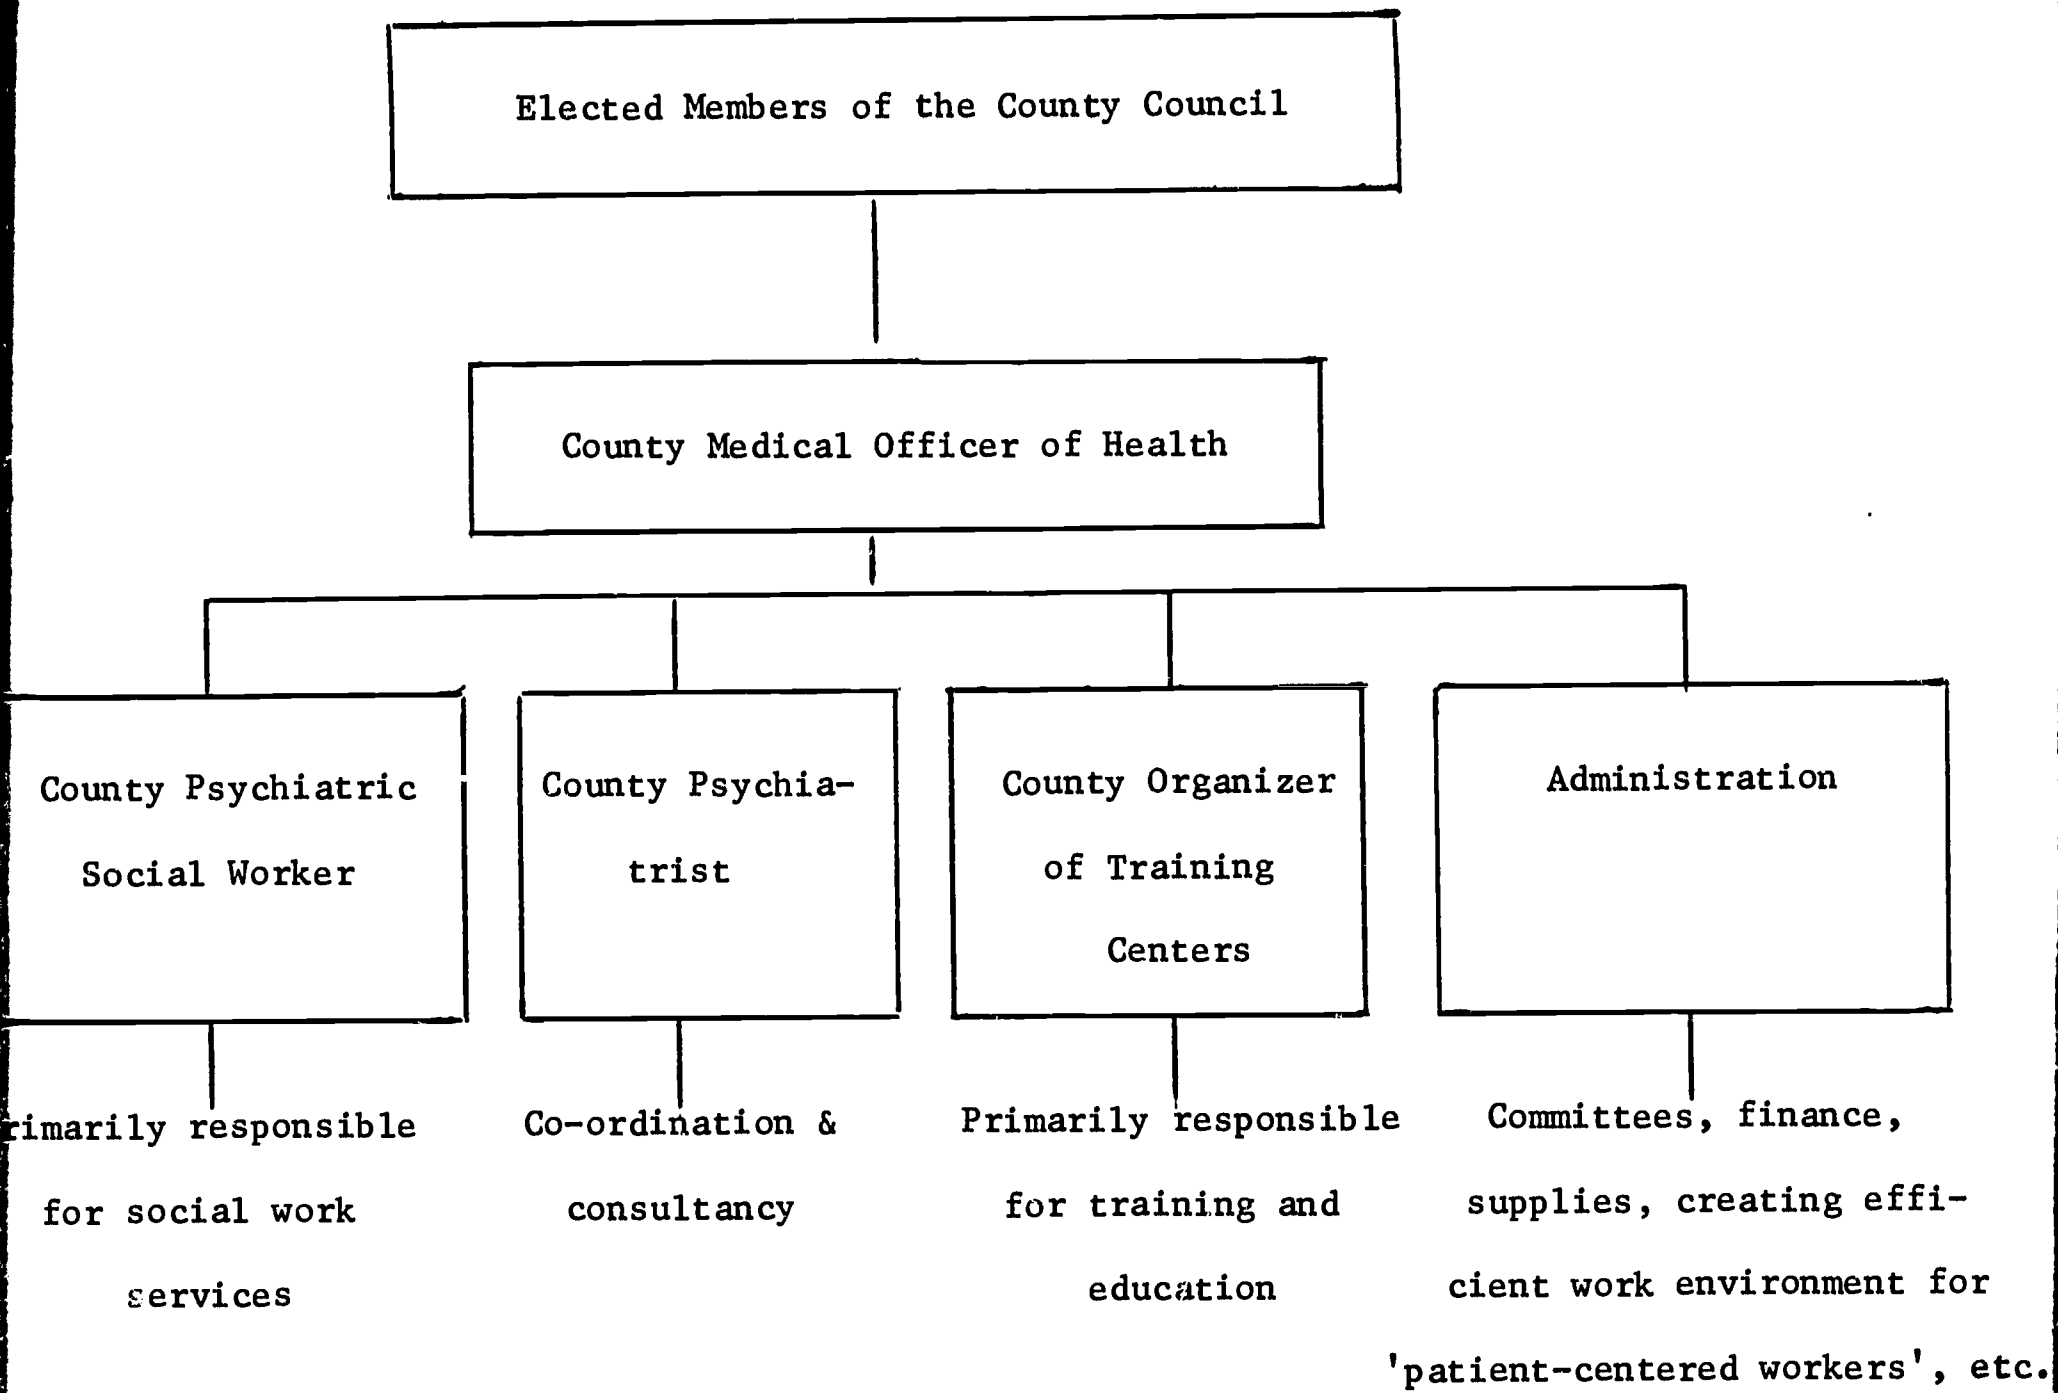 Elected Members of the County Council
County Medical Officer of Health
County Psychiatric
Social Worker
County Psychia-
trist
County Organizer
of Training
Centers
Administration
rimarily responsible
for social work
services
Co-ordination &
consultancy
Primarily responsible
for training and
education
Committees, finance,
supplies, creating effi-
cient work environment for
'patient-centered workers', etc.